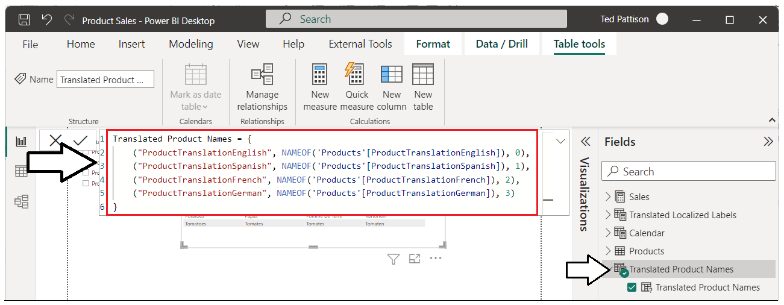 Product Sales - Power BI Desktop
Search
Ted Pattison
File
Home
Insert
Modeling
View
Help
External Tools
Format
Data / Drill
Table tools
Name
Translated Product ...
Mark as date
table
Manage
relationships
New
measure
Quick
measure
New
column
New
table
Structure
Calendars
Relationships
Calculations
1 Translated Product Names = {
2 ("ProductTranslationEnglish", NAMEOF('Products'[ProductTranslationEnglish]), 0),
3 ("ProductTranslationSpanish", NAMEOF('Products'[ProductTranslationSpanish]), 1),
4 ("ProductTranslationFrench", NAMEOF('Products'[ProductTranslationFrench]), 2),
5 ("ProductTranslationGerman", NAMEOF('Products'[ProductTranslationGerman]), 3)
6 }
Tomatoes Tomates Tomates Tomaten
Visualizations
Fields
Search
Sales
Translated Localized Labels
Calendar
Products
Translated Product Names
Translated Product Names